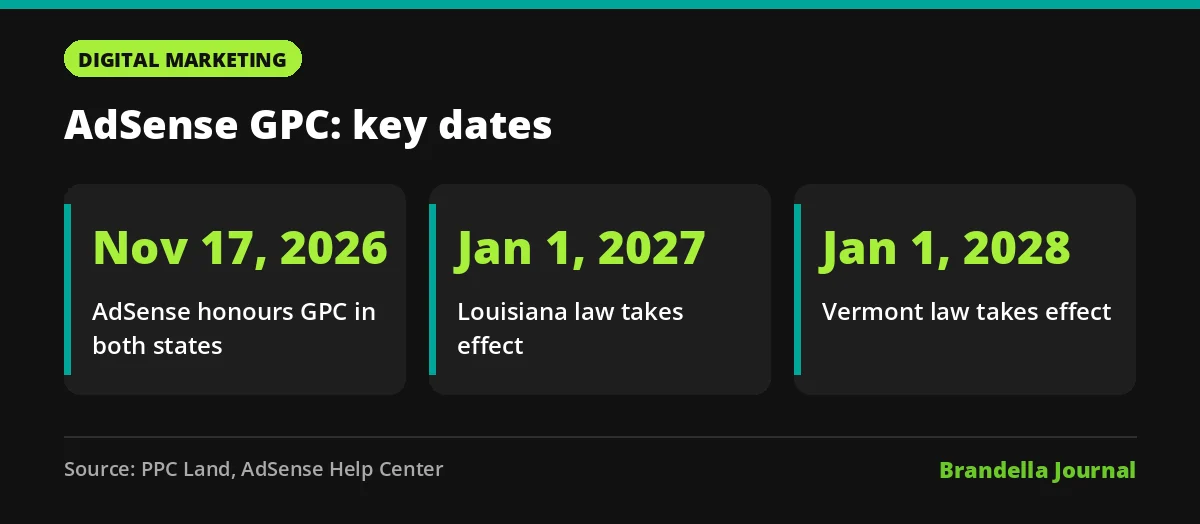 DIGITAL MARKETING
AdSense GPC: key dates
Nov 17, 2026
AdSense honours GPC in
both states
Jan 1, 2027
Louisiana law takes
effect
Jan 1, 2028
Vermont law takes effect
Source: PPC Land, AdSense Help Center
Brandella Journal